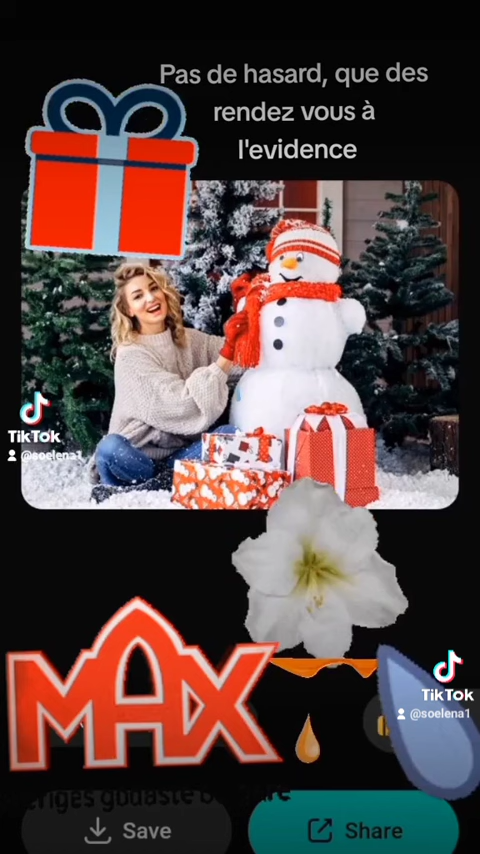 Pas de hasard, que des
rendez vous à
l'evidence
TikTok
@soelena1
MAX
TikTok
@soelena1
Save
Share